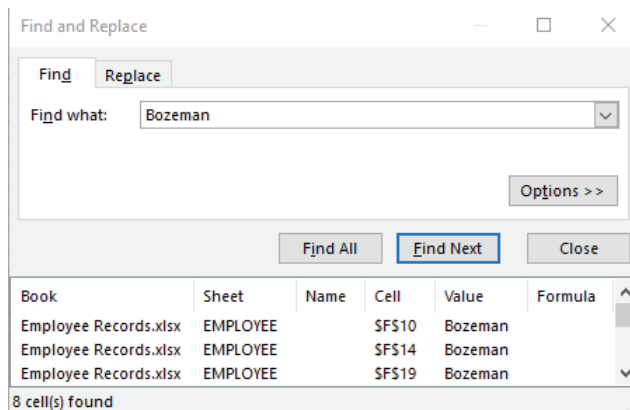 Find and Replace
Find Replace
Find what: Bozeman
Options >>
Find All Find Next Close
Book Sheet Name Cell Value Formula
Employee Records.xlsx EMPLOYEE $F$10 Bozeman
Employee Records.xlsx EMPLOYEE $F$14 Bozeman
Employee Records.xlsx EMPLOYEE $F$19 Bozeman
8 cell(s) found